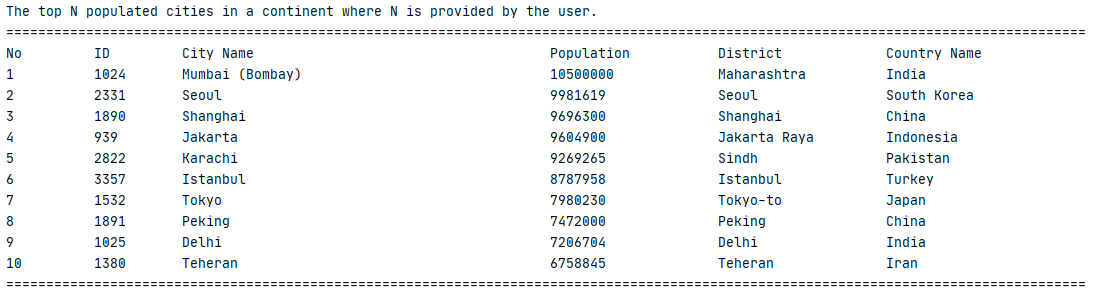 The top N populated cities in a continent where N is provided by the user.
=======================================================================================================================================
No ID City Name Population District Country Name
1 1024 Mumbai (Bombay) 10500000 Maharashtra India
2 2331 Seoul 9981619 Seoul South Korea
3 1890 Shanghai 9696300 Shanghai China
4 939 Jakarta 9604900 Jakarta Raya Indonesia
5 2822 Karachi 9269265 Sindh Pakistan
6 3357 Istanbul 8787958 Istanbul Turkey
7 1532 Tokyo 7980230 Tokyo-to Japan
8 1891 Peking 7472000 Peking China
9 1025 Delhi 7206704 Delhi India
10 1380 Teheran 6758845 Teheran Iran
=======================================================================================================================================